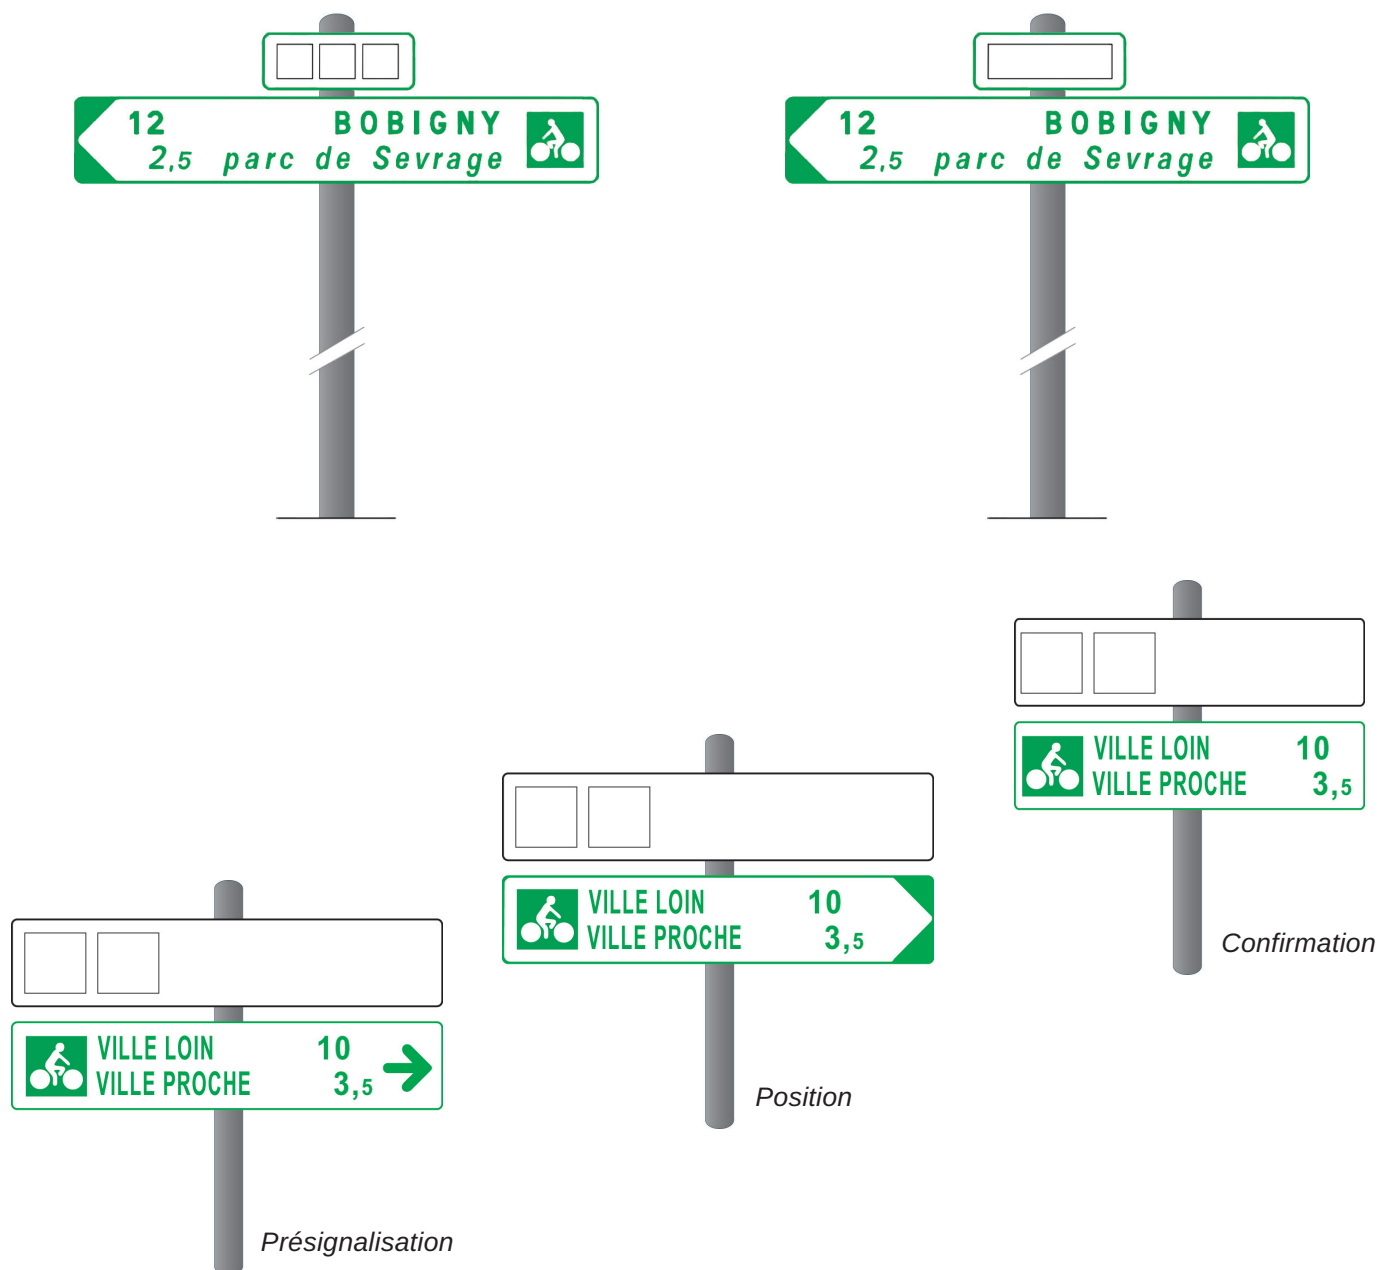 12 BOBIGNY
2,5 parc de Sevrage
12 BOBIGNY
2,5 parc de Sevrage
VILLE LOIN 10
VILLE PROCHE 3,5
Confirmation
VILLE LOIN 10
VILLE PROCHE 3,5
Position
VILLE LOIN 10
VILLE PROCHE 3,5
Présignalisation